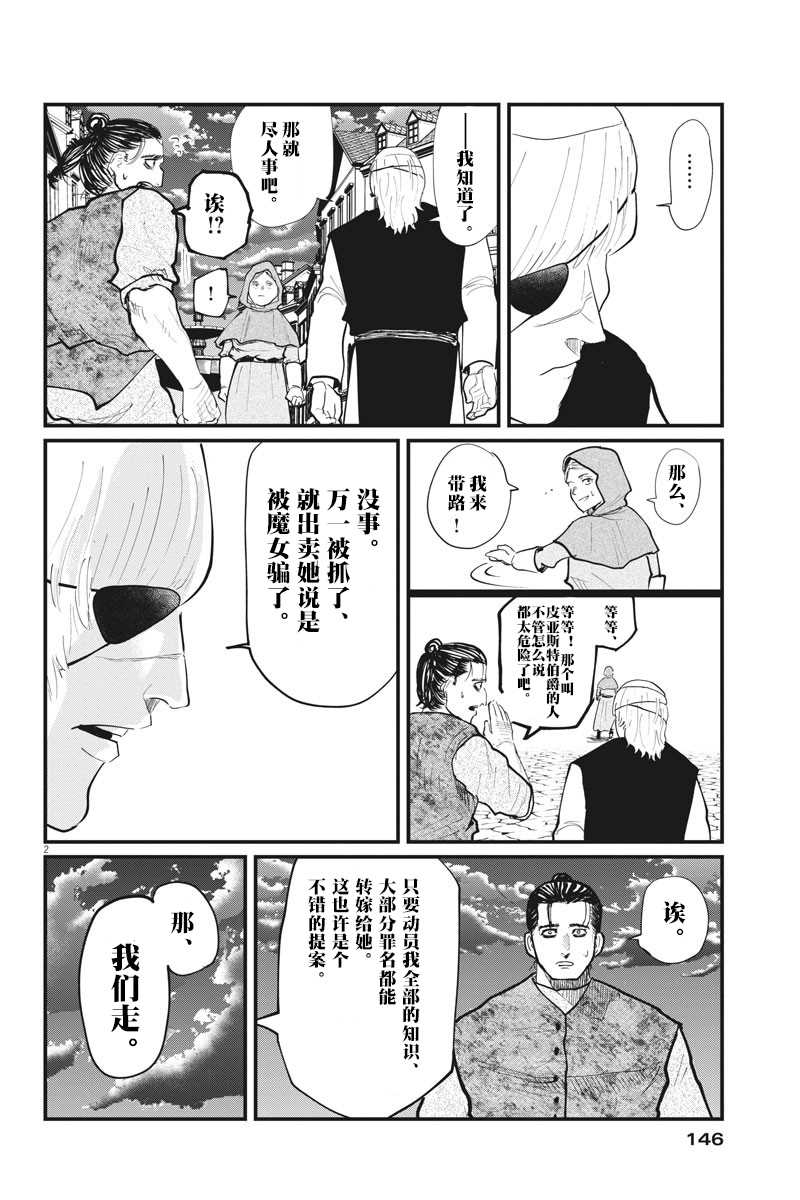 ……
——我知道了。
那就
尽人事吧。
诶!?
!
那么、
我来
带路！
等等、
等等！那个叫
皮亚斯特伯爵的人
不管怎么说
都太危险了吧。
没事。
万一被抓了、
就出卖她说是
被魔女骗了。
诶。
只要动员我全部的知识、
大部分罪名都能
转嫁给她。
这也许是个
不错的提案。
那、
我们走。
2
146